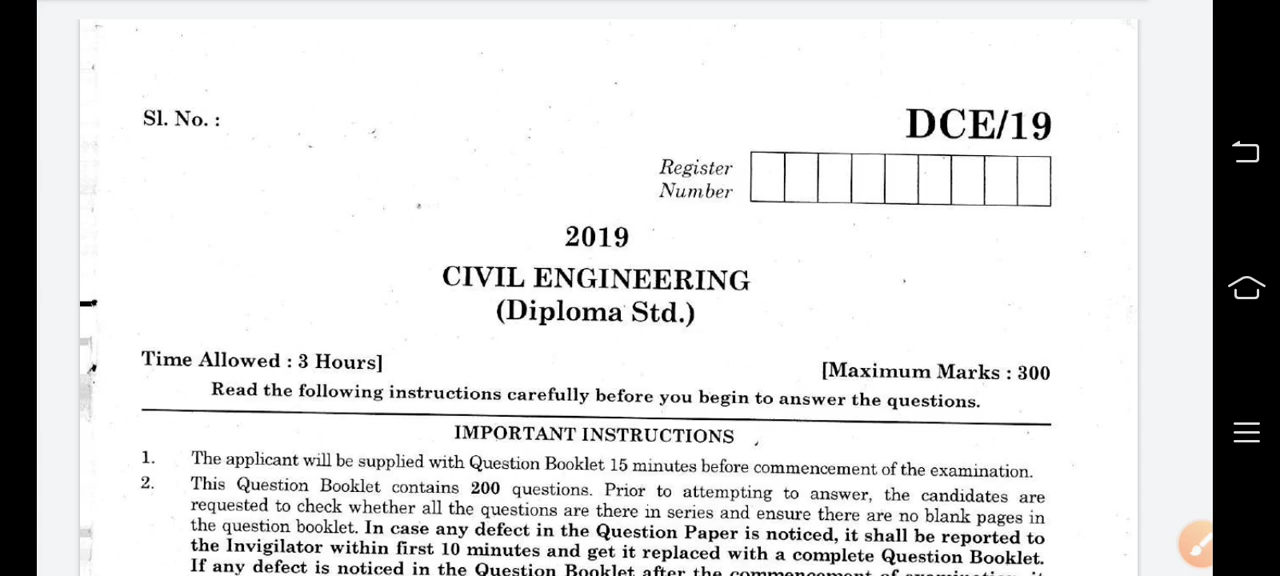 Sl. No. :
DCE/19
Register
Number
2019
CIVIL ENGINEERING
(Diploma Std.)
Time Allowed : 3 Hours]
[Maximum Marks : 300
Read the following instructions carefully before you begin to answer the questions.
IMPORTANT INSTRUCTIONS
1. The applicant will be supplied with Question Booklet 15 minutes before commencement of the examination.
2. This Question Booklet contains 200 questions. Prior to attempting to answer, the candidates are
requested to check whether all the questions are there in series and ensure there are no blank pages in
the question booklet. In case any defect in the Question Paper is noticed, it shall be reported to
the Invigilator within first 10 minutes and get it replaced with a complete Question Booklet.
If any defect is noticed in the Question Booklet after the commencement of examination it